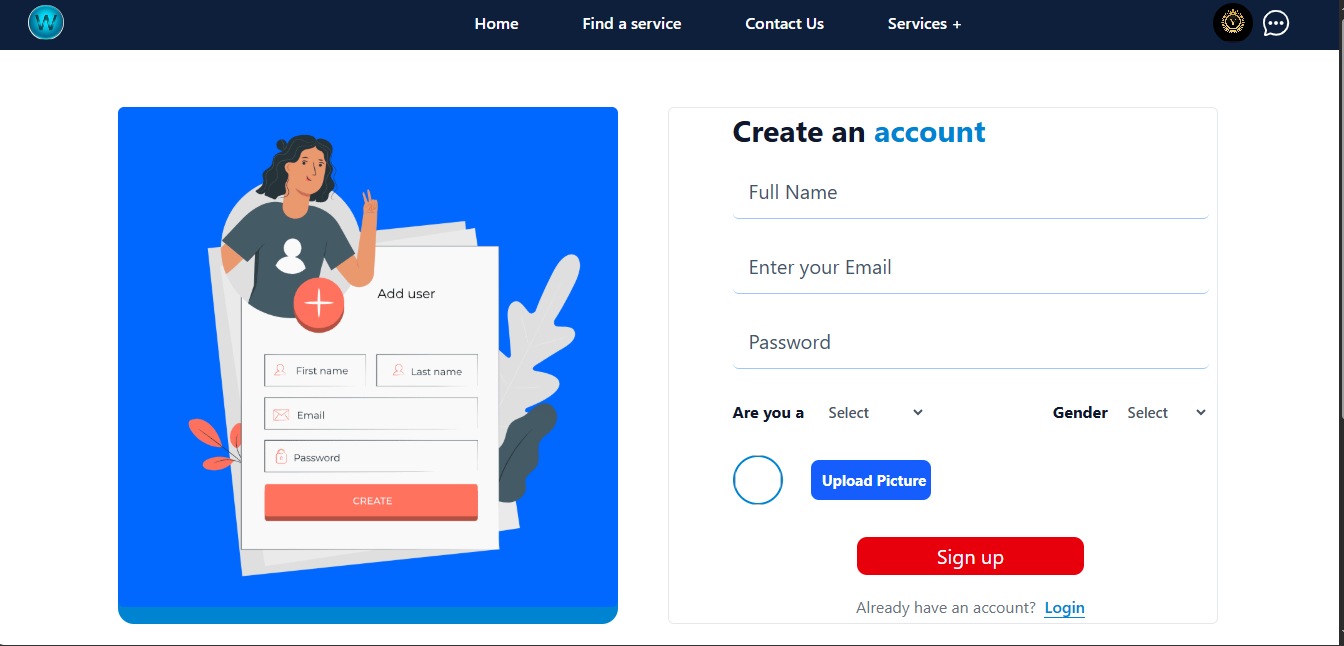 W
Home Find a service Contact Us Services +
Add user
First name Last name
Email
Password
CREATE
Create an account
Full Name
Enter your Email
Password
Are you a Select Gender Select
Upload Picture
Sign up
Already have an account? Login